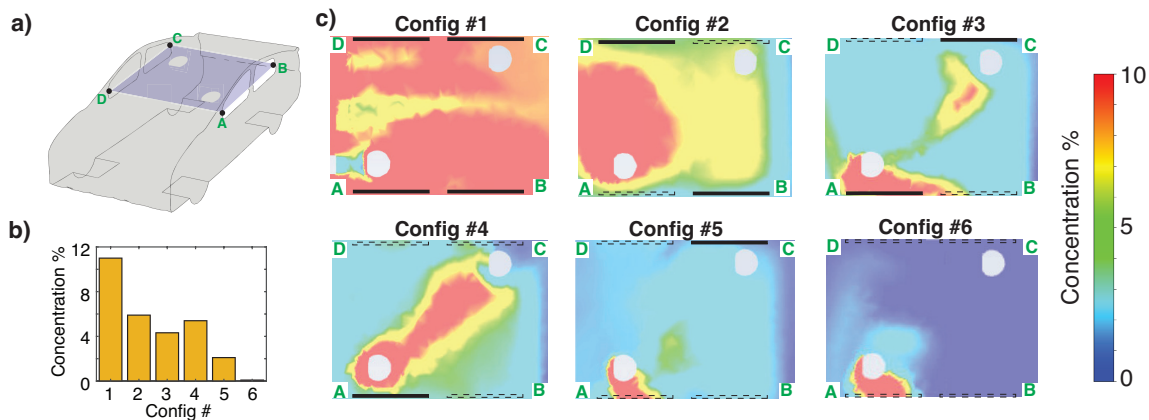 a)
C
B
D
A
b)
12
8
4
0
Concentration %
1 2 3 4 5 6
Config #
c)
Config #1
D C
A B
Config #2
D C
A B
Config #3
D C
A B
Config #4
D C
A B
Config #5
D C
A B
Config #6
D C
A B
10
5
0
Concentration %